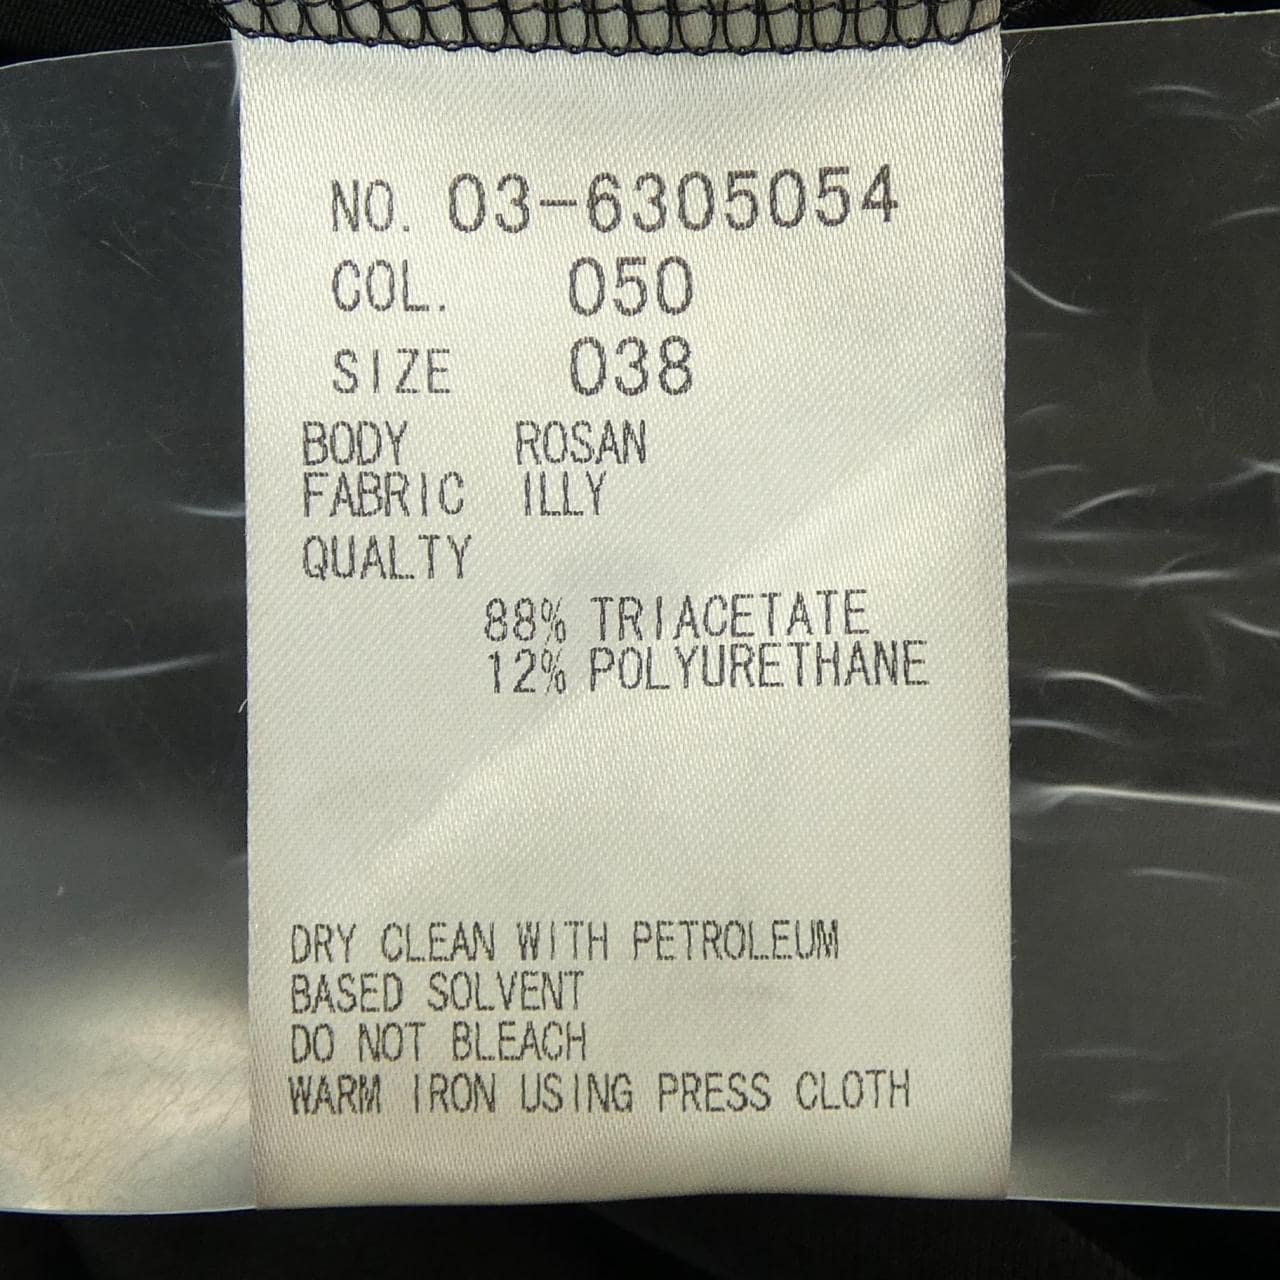 NO. 03-6305054
COL. 050
SIZE 038
BODY ROSAN
FABRIC ILLY
QUALTY
88% TRIACETATE
12% POLYURETHANE
DRY CLEAN WITH PETROLEUM
BASED SOLVENT
DO NOT BLEACH
WARM IRON USING PRESS CLOTH